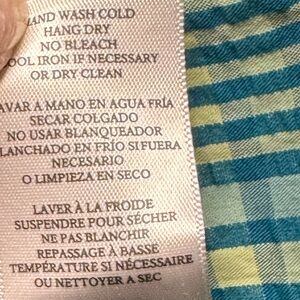 HAND WASH COLD
HANG DRY
NO BLEACH
COOL IRON IF NECESSARY
OR DRY CLEAN
LAVAR A MANO EN AGUA FRÍA
SECAR COLGADO
NO USAR BLANQUEADOR
PLANCHADO EN FRÍO SI FUERA
NECESARIO
O LIMPIEZA EN SECO
LAVER À LA FROIDE
SUSPENDRE POUR SÉCHER
NE PAS BLANCHIR
REPASSAGE À BASSE
TEMPÉRATURE SI NÉCESSAIRE
OU NETTOYER A SEC